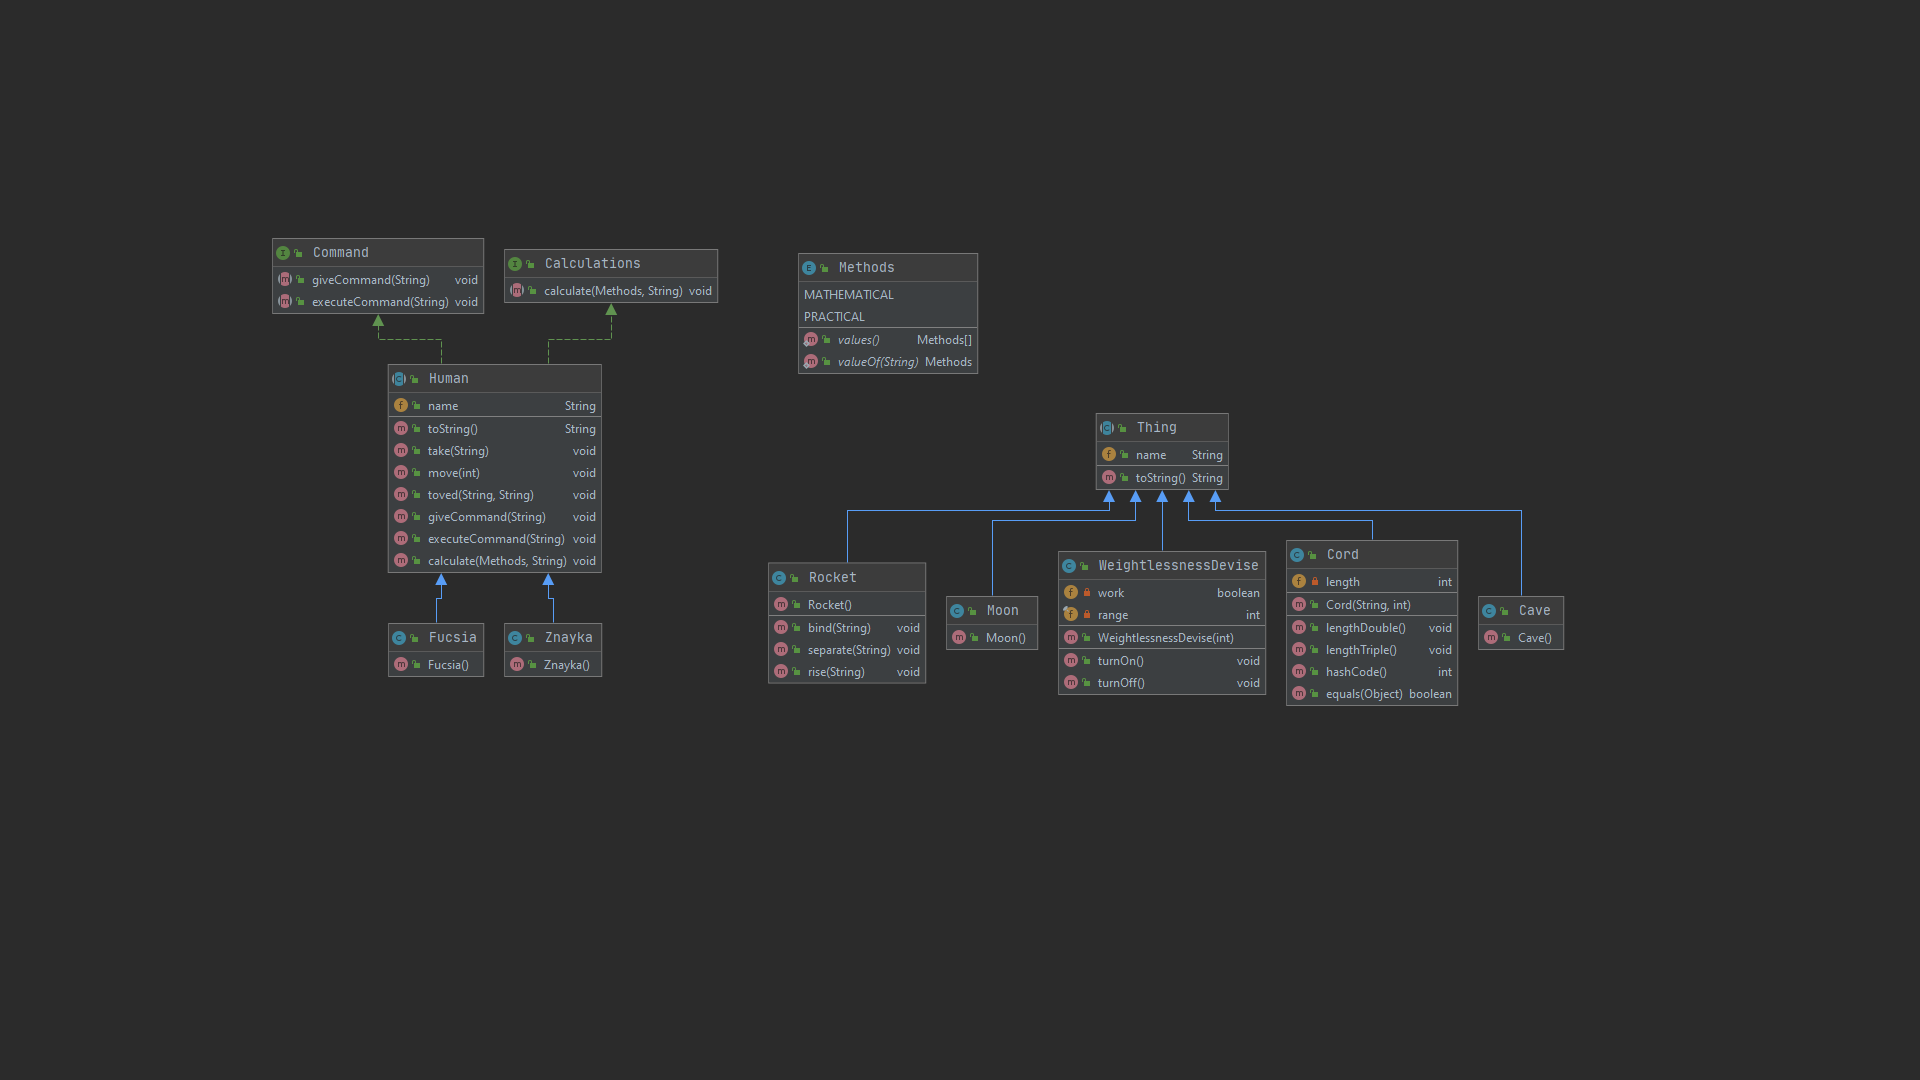 Command
giveCommand(String) void
executeCommand(String) void
Calculations
calculate(Methods, String) void
Methods
MATHEMATICAL
PRACTICAL
values() Methods[]
valueOf(String) Methods
Human
name String
toString() String
take(String) void
move(int) void
toved(String, String) void
giveCommand(String) void
executeCommand(String) void
calculate(Methods, String) void
Thing
name String
toString() String
Fucsia
Fucsia()
Znayka
Znayka()
Rocket
Rocket()
bind(String) void
separate(String) void
rise(String) void
Moon
Moon()
WeightlessnessDevise
work boolean
range int
WeightlessnessDevise(int)
turnOn() void
turnOff() void
Cord
length int
Cord(String, int)
lengthDouble() void
lengthTriple() void
hashCode() int
equals(Object) boolean
Cave
Cave()